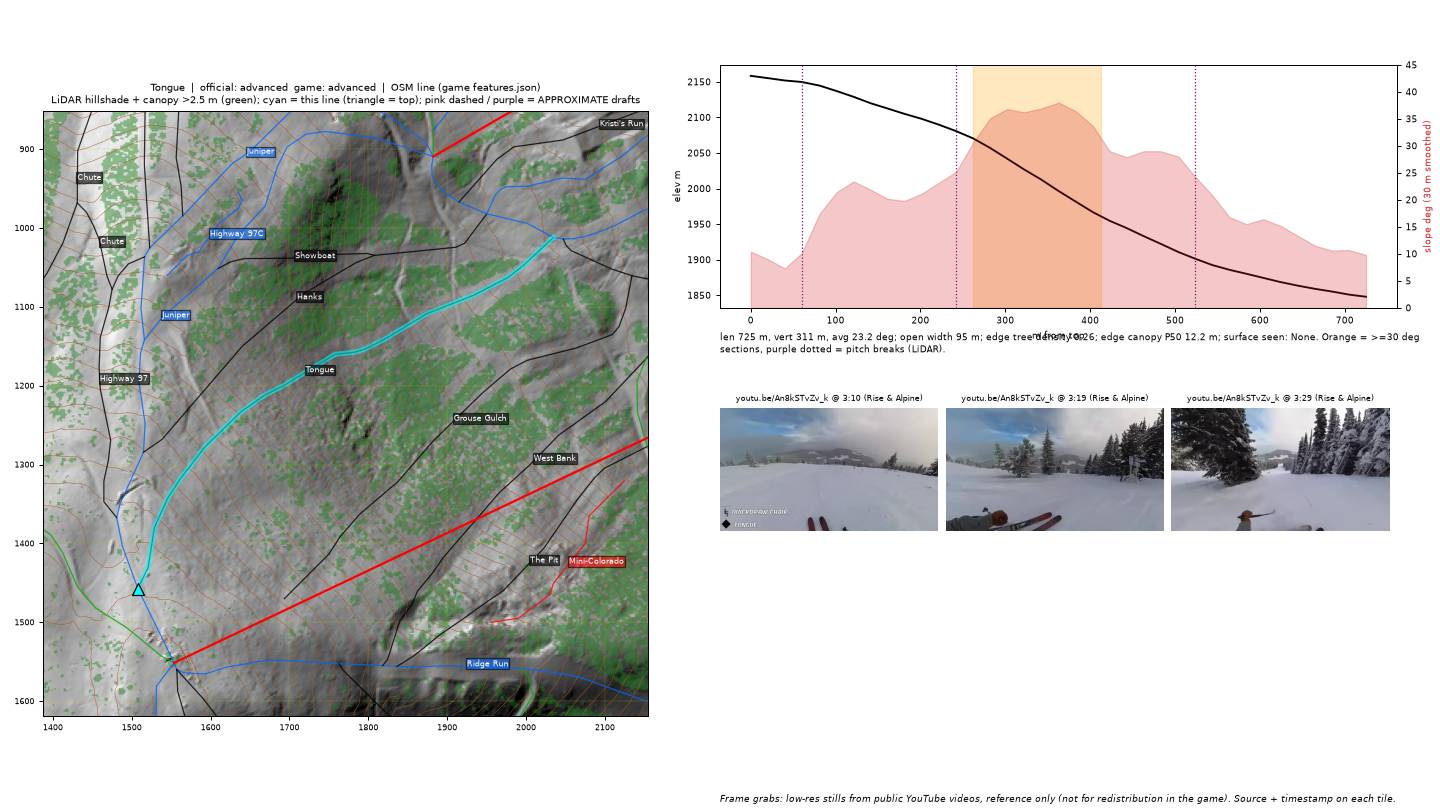 Tongue | official: advanced game: advanced | OSM line (game features.json)
LiDAR hillshade + canopy >2.5 m (green); cyan = this line (triangle = top); pink dashed / purple = APPROXIMATE drafts
Kristi's Run
Juniper
Chute
Highway 97C
Chute
Showboat
Hanks
Juniper
Tongue
Highway 97
Grouse Gulch
West Bank
The Pit
Mini-Colorado
Ridge Run
900
1000
1100
1200
1300
1400
1500
1600
1400 1500 1600 1700 1800 1900 2000 2100
elev m
2150
2100
2050
2000
1950
1900
1850
45
40
35
30
25
20
15
10
5
0
slope deg (30 m smoothed)
0 100 200 300 400 500 600 700
m from top
len 725 m, vert 311 m, avg 23.2 deg; open width 95 m; edge tree density 0.26; edge canopy P50 12.2 m; surface seen: None. Orange = >=30 deg
sections, purple dotted = pitch breaks (LiDAR).
youtu.be/An8kSTvZv_k @ 3:10 (Rise & Alpine)
youtu.be/An8kSTvZv_k @ 3:19 (Rise & Alpine)
youtu.be/An8kSTvZv_k @ 3:29 (Rise & Alpine)
TONGUE
Frame grabs: low-res stills from public YouTube videos, reference only (not for redistribution in the game). Source + timestamp on each tile.